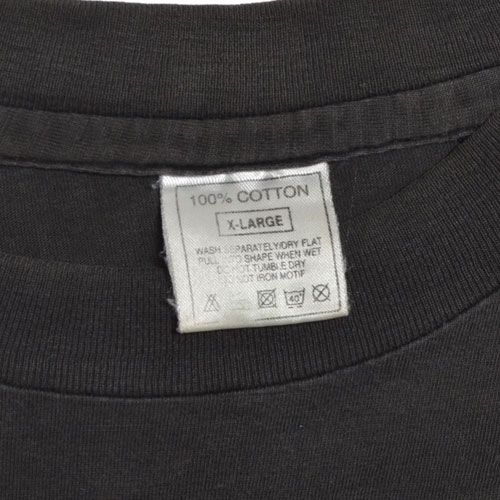 100% COTTON
X-LARGE
WASH SEPARATELY/DRY FLAT
PULL INTO SHAPE WHEN WET
DO NOT TUMBLE DRY
DO NOT IRON MOTIF
40°